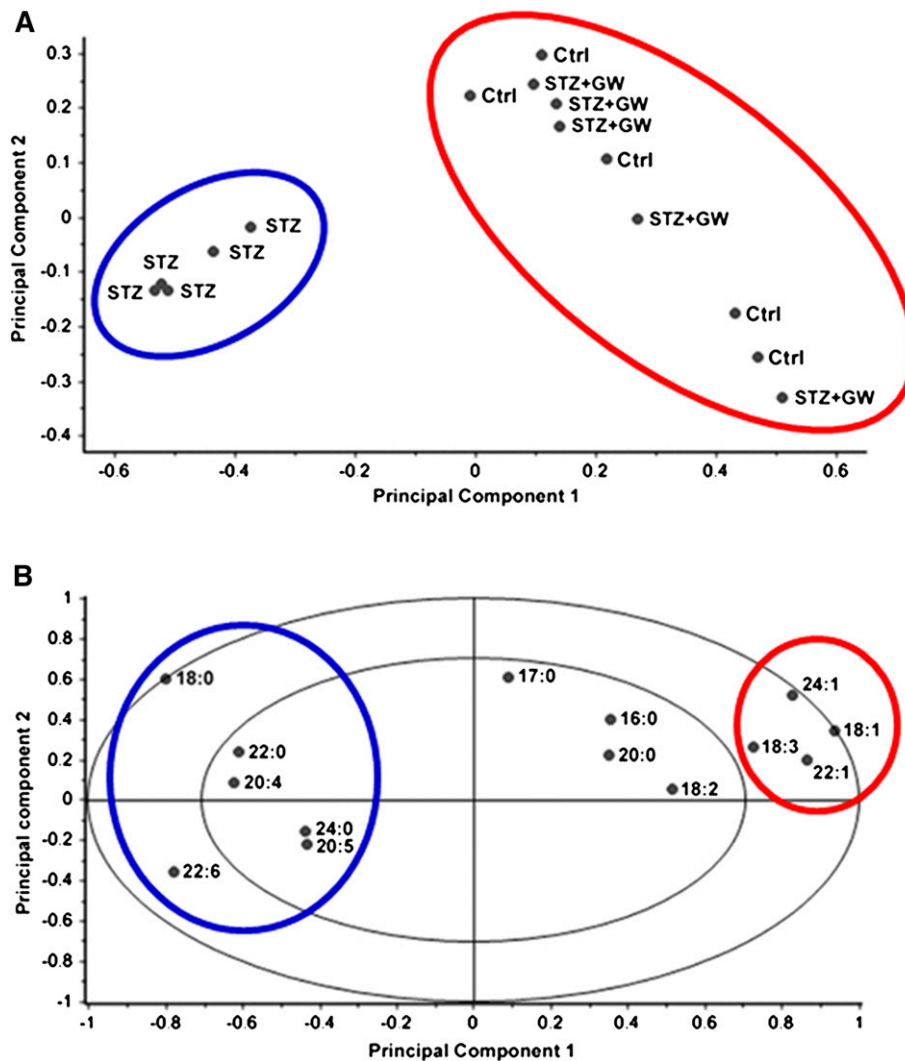 A
0.3
0.2
0.1
0
-0.1
-0.2
-0.3
-0.4
Principal Component 2
Ctrl
STZ+GW
Ctrl
STZ+GW
STZ+GW
Ctrl
STZ+GW
STZ
STZ
STZ
STZ
STZ
Ctrl
Ctrl
STZ+GW
-0.6 -0.4 -0.2 0 0.2 0.4 0.6
Principal Component 1
B
1
0.8
0.6
0.4
0.2
0
-0.2
-0.4
-0.6
-0.8
-1
Principal component 2
18:0
17:0
24:1
16:0
18:1
22:0
20:0
18:3
22:1
20:4
18:2
24:0
20:5
22:6
-1 -0.8 -0.6 -0.4 -0.2 0 0.2 0.4 0.6 0.8 1
Principal Component 1